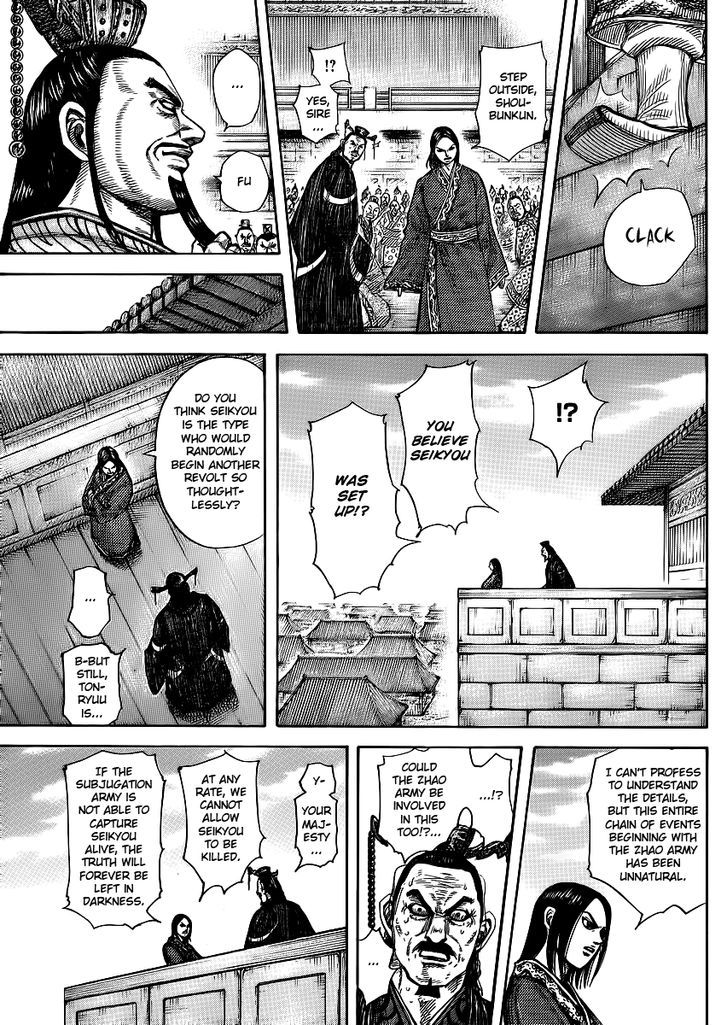 CLACK
STEP
OUTSIDE,
SHOU-
BUNKUN.
!?
YES,
SIRE
...
...
FU
!?
YOU
BELIEVE
SEIKYOU
WAS
SET
UP!?
DO YOU
THINK SEIKYOU
IS THE TYPE
WHO WOULD
RANDOMLY
BEGIN ANOTHER
REVOLT SO
THOUGHT-
LESSLY?
...
B-BUT
STILL,
TON-
RYUU
IS...
I CAN'T PROFESS
TO UNDERSTAND
THE DETAILS,
BUT THIS ENTIRE
CHAIN OF EVENTS
BEGINNING WITH
THE ZHAO ARMY
HAS BEEN
UNNATURAL.
...!?
COULD
THE ZHAO
ARMY BE
INVOLVED
IN THIS
TOO!?...
...
Y-
YOUR
MAJ-
ESTY
...
AT ANY
RATE, WE
CANNOT
ALLOW
SEIKYOU
TO BE
KILLED.
IF THE
SUBJUGATION
ARMY IS
NOT ABLE TO
CAPTURE
SEIKYOU
ALIVE, THE
TRUTH WILL
FOREVER BE
LEFT IN
DARKNESS.